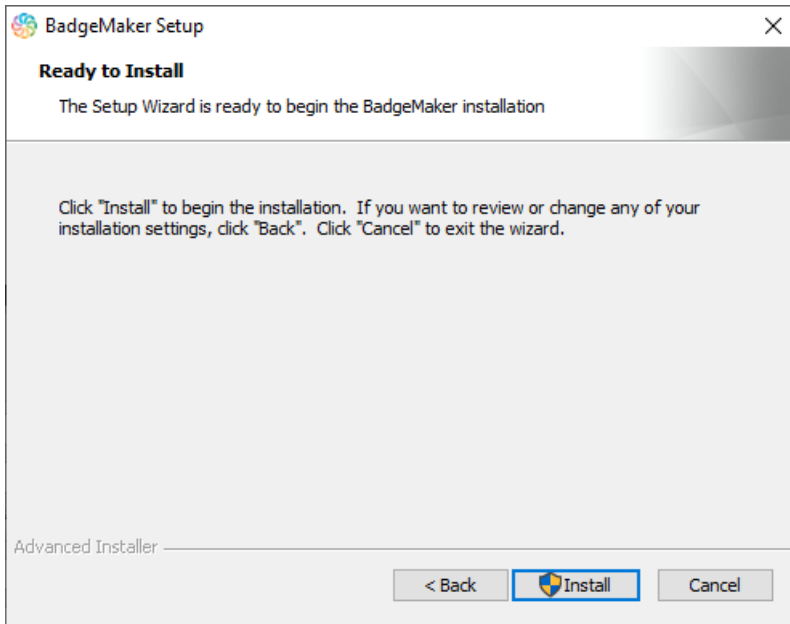 BadgeMaker Setup
Ready to Install
The Setup Wizard is ready to begin the BadgeMaker installation
Click "Install" to begin the installation.  If you want to review or change any of your
installation settings, click "Back".  Click "Cancel" to exit the wizard.
Advanced Installer
< Back
Install
Cancel